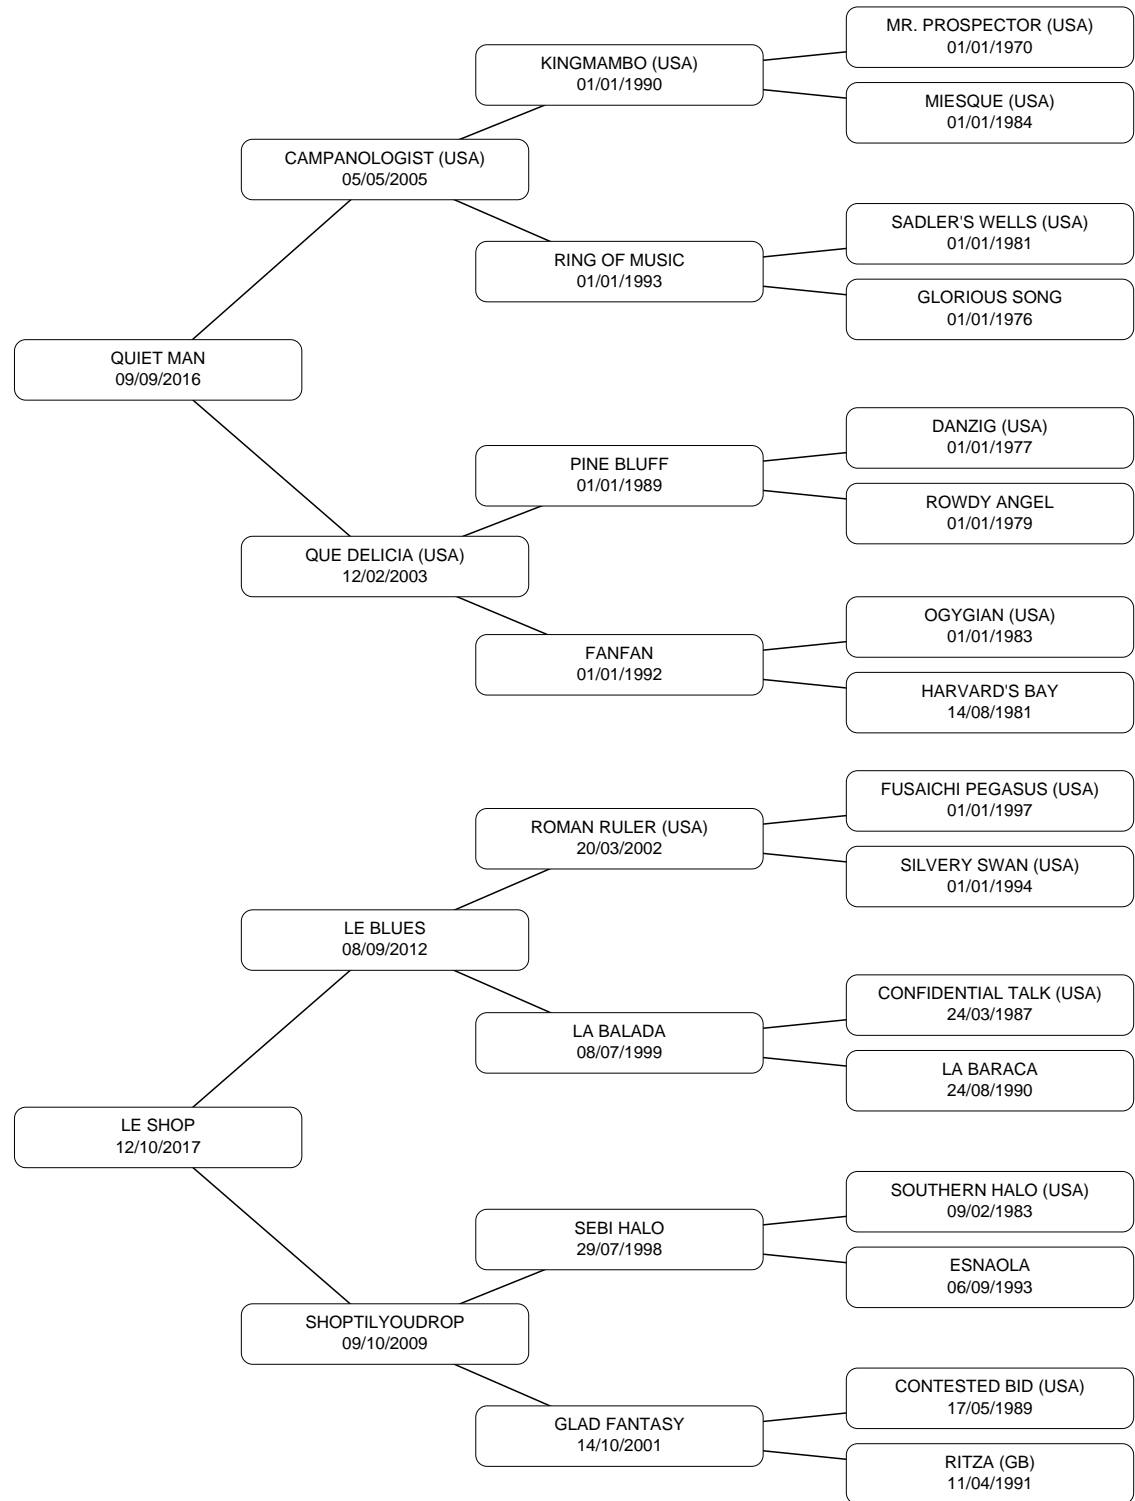 MR. PROSPECTOR (USA)
01/01/1970
KINGMAMBO (USA)
01/01/1990
MIESQUE (USA)
01/01/1984
CAMPANOLOGIST (USA)
05/05/2005
SADLER'S WELLS (USA)
01/01/1981
RING OF MUSIC
01/01/1993
GLORIOUS SONG
01/01/1976
QUIET MAN
09/09/2016
DANZIG (USA)
01/01/1977
PINE BLUFF
01/01/1989
ROWDY ANGEL
01/01/1979
QUE DELICIA (USA)
12/02/2003
OGYGIAN (USA)
01/01/1983
FANFAN
01/01/1992
HARVARD'S BAY
14/08/1981
FUSAICHI PEGASUS (USA)
01/01/1997
ROMAN RULER (USA)
20/03/2002
SILVERY SWAN (USA)
01/01/1994
LE BLUES
08/09/2012
CONFIDENTIAL TALK (USA)
24/03/1987
LA BALADA
08/07/1999
LA BARACA
24/08/1990
LE SHOP
12/10/2017
SOUTHERN HALO (USA)
09/02/1983
SEBI HALO
29/07/1998
ESNAOLA
06/09/1993
SHOPTILYOUDROP
09/10/2009
CONTESTED BID (USA)
17/05/1989
GLAD FANTASY
14/10/2001
RITZA (GB)
11/04/1991